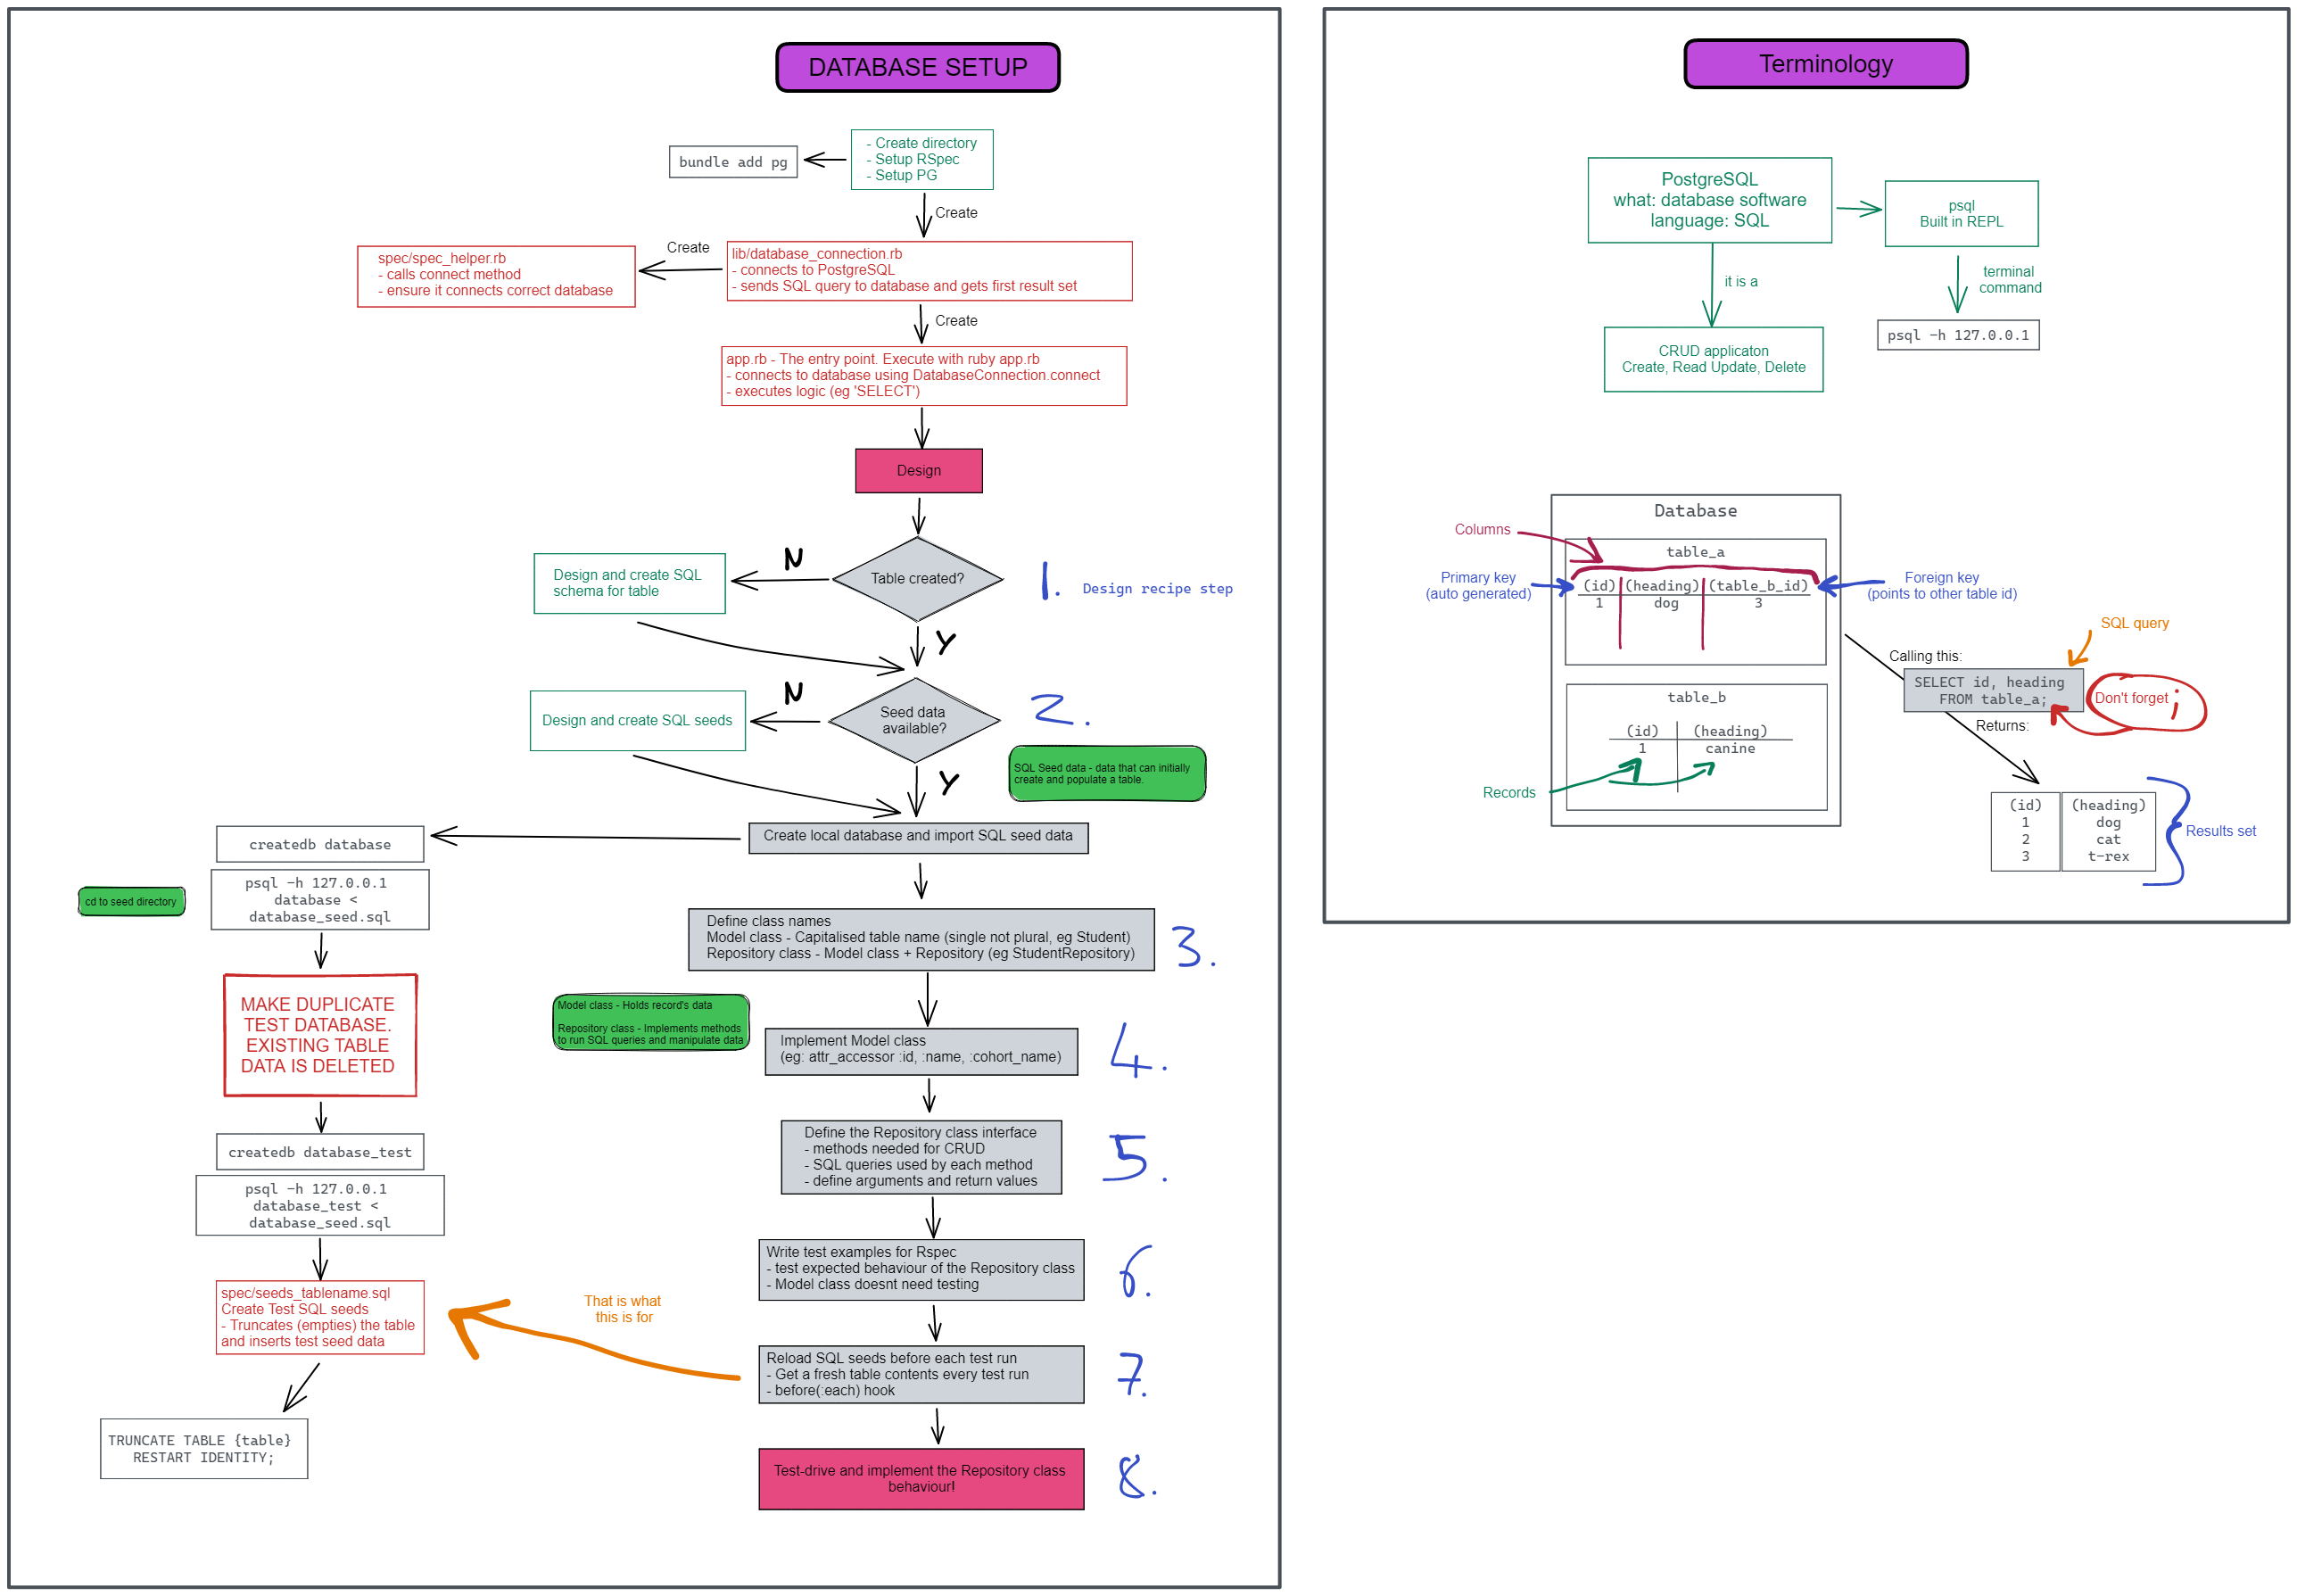 DATABASE SETUP
- Create directory
- Setup RSpec
- Setup PG
bundle add pg
Create
lib/database_connection.rb
- connects to PostgreSQL
- sends SQL query to database and gets first result set
Create
spec/spec_helper.rb
- calls connect method
- ensure it connects correct database
Create
app.rb - The entry point. Execute with ruby app.rb
- connects to database using DatabaseConnection.connect
- executes logic (eg 'SELECT')
Design
Table created?
N
Design and create SQL
schema for table
1.
Design recipe step
Y
Seed data
available?
N
Design and create SQL seeds
2.
SQL Seed data - data that can initially
create and populate a table.
Y
Create local database and import SQL seed data
createdb database
psql -h 127.0.0.1
database <
database_seed.sql
cd to seed directory
MAKE DUPLICATE
TEST DATABASE.
EXISTING TABLE
DATA IS DELETED
createdb database_test
psql -h 127.0.0.1
database_test <
database_seed.sql
spec/seeds_tablename.sql
Create Test SQL seeds
- Truncates (empties) the table
and inserts test seed data
TRUNCATE TABLE {table}
RESTART IDENTITY;
Define class names
Model class - Capitalised table name (single not plural, eg Student)
Repository class - Model class + Repository (eg StudentRepository)
3.
Model class - Holds record's data
Repository class - Implements methods
to run SQL queries and manipulate data
Implement Model class
(eg: attr_accessor :id, :name, :cohort_name)
4.
Define the Repository class interface
- methods needed for CRUD
- SQL queries used by each method
- define arguments and return values
5.
Write test examples for Rspec
- test expected behaviour of the Repository class
- Model class doesnt need testing
6.
That is what
this is for
Reload SQL seeds before each test run
- Get a fresh table contents every test run
- before(:each) hook
7.
Test-drive and implement the Repository class
behaviour!
8.
Terminology
PostgreSQL
what: database software
language: SQL
psql
Built in REPL
it is a
terminal
command
CRUD applicaton
Create, Read Update, Delete
psql -h 127.0.0.1
Database
Columns
table_a
Primary key
(auto generated)
(id) (heading) (table_b_id)
1 dog 3
Foreign key
(points to other table id)
table_b
(id) (heading)
1 canine
Records
SQL query
Calling this:
SELECT id, heading
FROM table_a;
Don't forget ;
Returns:
(id) (heading)
1 dog
2 cat
3 t-rex
Results set